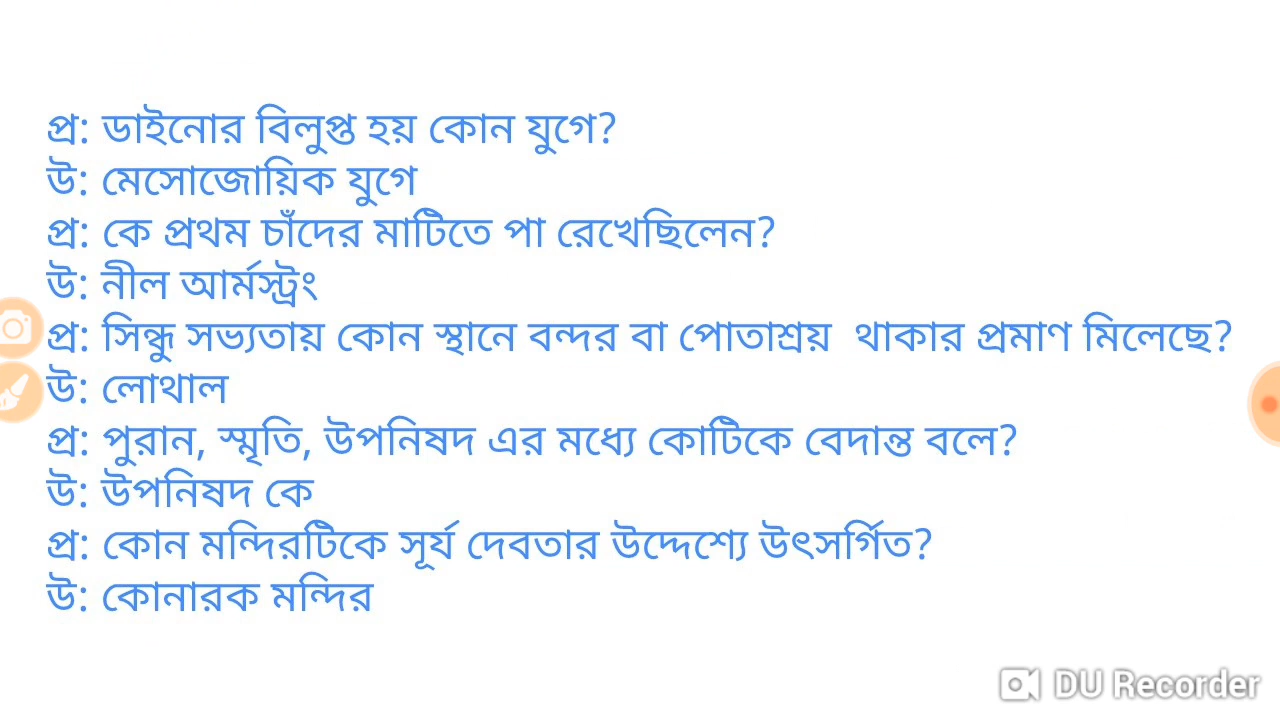 প্র: ডাইনোর বিলুপ্ত হয় কোন যুগে?
উ: মেসোজোয়িক যুগে
প্র: কে প্রথম চাঁদের মাটিতে পা রেখেছিলেন?
উ: নীল আর্মস্ট্রং
প্র: সিন্ধু সভ্যতায় কোন স্থানে বন্দর বা পোতাশ্রয়  থাকার প্রমাণ মিলেছে?
উ: লোথাল
প্র: পুরান, স্মৃতি, উপনিষদ এর মধ্যে কোটিকে বেদান্ত বলে?
উ: উপনিষদ কে
প্র: কোন মন্দিরটিকে সূর্য দেবতার উদ্দেশ্যে উৎসর্গিত?
উ: কোনারক মন্দির
DU Recorder